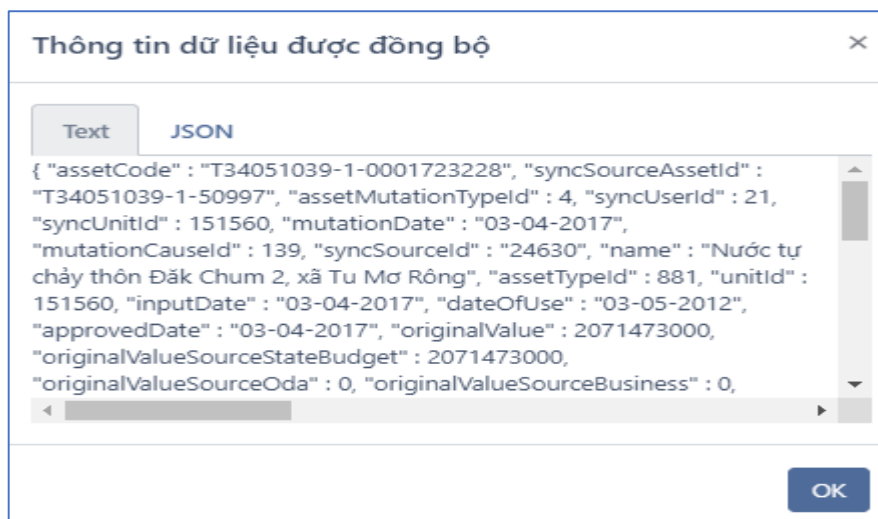 Thông tin dữ liệu được đồng bộ
Text JSON
{ "assetCode" : "T34051039-1-0001723228", "syncSourceAssetId" :
"T34051039-1-50997", "assetMutationTypeId" : 4, "syncUserId" : 21,
"syncUnitId" : 151560, "mutationDate" : "03-04-2017",
"mutationCauseId" : 139, "syncSourceId" : "24630", "name" : "Nước tự
chảy thôn Đăk Chum 2, xã Tu Mơ Rông", "assetTypeId" : 881, "unitId" :
151560, "inputDate" : "03-04-2017", "dateOfUse" : "03-05-2012",
"approvedDate" : "03-04-2017", "originalValue" : 2071473000,
"originalValueSourceStateBudget" : 2071473000,
"originalValueSourceOda" : 0, "originalValueSourceBusiness" : 0,
OK